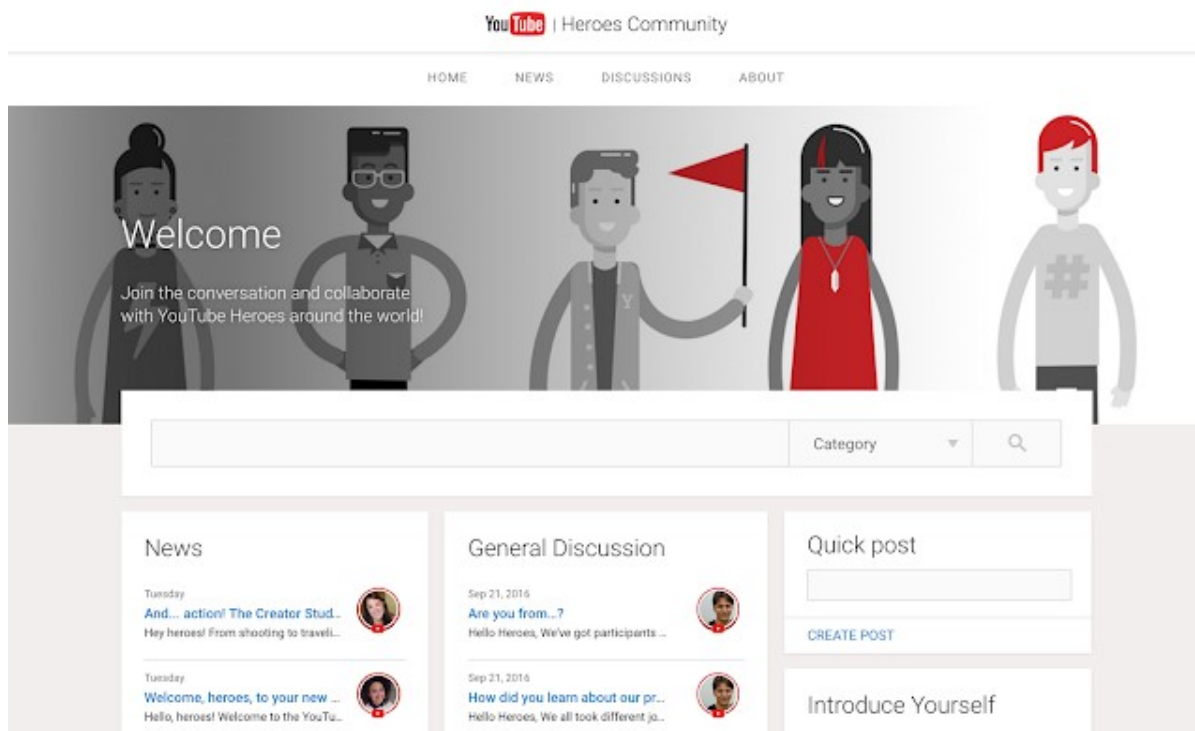 YouTube | Heroes Community
HOME NEWS DISCUSSIONS ABOUT
Welcome
Join the conversation and collaborate
with YouTube Heroes around the world!
Y
#
Category
News
Tuesday
And... action! The Creator Stud...
Hey heroes! From shooting to traveli...
Tuesday
Welcome, heroes, to your new ...
Hello, heroes! Welcome to the YouTu...
General Discussion
Sep 21, 2016
Are you from...?
Hello Heroes, We've got participants ...
Sep 21, 2016
How did you learn about our pr...
Hello Heroes, We all took different jo...
Quick post
CREATE POST
Introduce Yourself